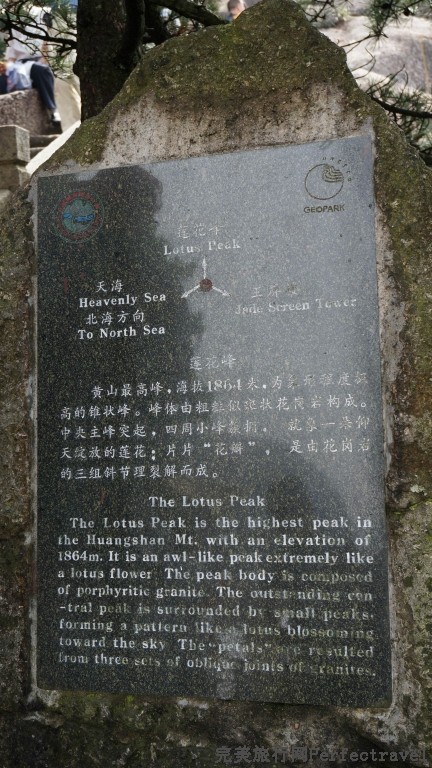 UNESCO
GEOPARK
莲花峰
Lotus Peak
天海
Heavenly Sea
北海方向
To North Sea
玉屏楼
Jade Screen Tower
莲花峰
黄山最高峰，海拔1864米，为
高的锥状峰。峰体由粗粒似斑状花岗岩构成。
中央主峰突起，四周小峰簇拥，就像一朵仰
天绽放的莲花；片片“花瓣”，是由花岗岩
的三组斜节理裂解而成。
The Lotus Peak
The Lotus Peak is the highest peak in
the Huangshan Mt. with an elevation of
1864m. It is an awl-like peak extremely like
a lotus flower The peak body is composed
of porphyritic granite. The outstanding cen
-tral peak is surrounded by small peaks,
forming a pattern like a lotus blossoming
toward the sky The "petals" are resulted
from three sets of oblique joints of granites.
完美旅行网Perfectravel